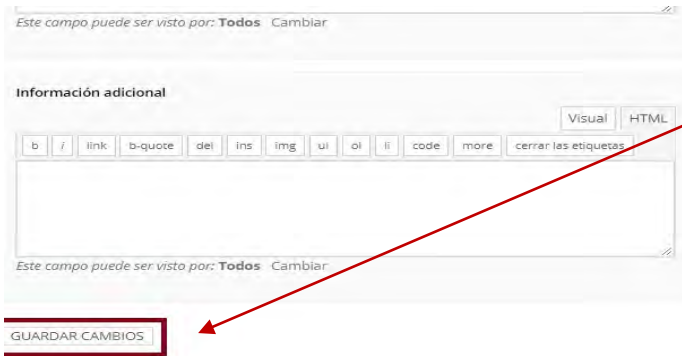 Este campo puede ser visto por: Todos Cambiar
Información adicional
Visual HTML
b i link b-quote del ins img ul ol li code more cerrar las etiquetas
Este campo puede ser visto por: Todos Cambiar
GUARDAR CAMBIOS